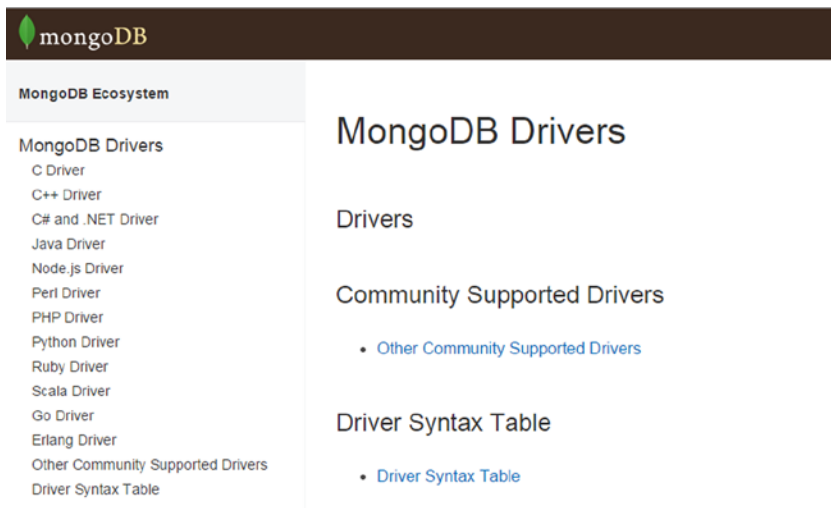 mongoDB
MongoDB Ecosystem
MongoDB Drivers
C Driver
C++ Driver
C# and .NET Driver
Java Driver
Node.js Driver
Perl Driver
PHP Driver
Python Driver
Ruby Driver
Scala Driver
Go Driver
Erlang Driver
Other Community Supported Drivers
Driver Syntax Table
MongoDB Drivers
Drivers
Community Supported Drivers
• Other Community Supported Drivers
Driver Syntax Table
• Driver Syntax Table